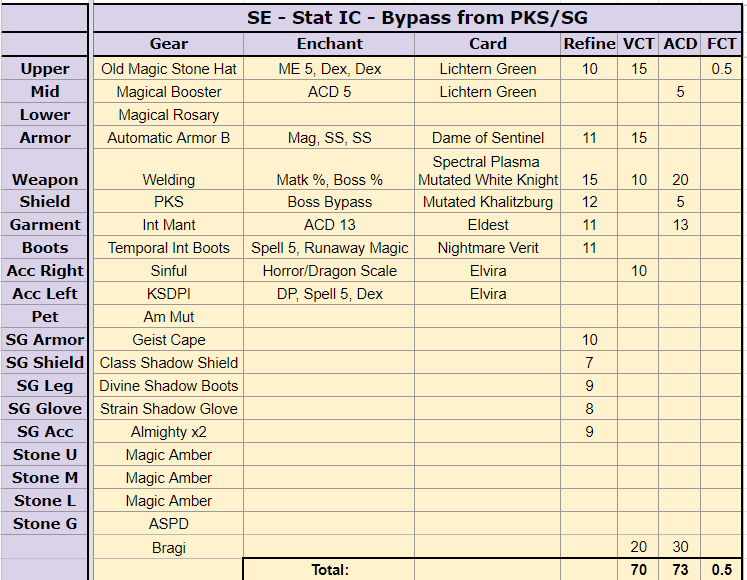 SE - Stat IC - Bypass from PKS/SG
Gear Enchant Card Refine VCT ACD FCT
Upper Old Magic Stone Hat ME 5, Dex, Dex Lichtern Green 10 15 0.5
Mid Magical Booster ACD 5 Lichtern Green 5
Lower Magical Rosary
Armor Automatic Armor B Mag, SS, SS Dame of Sentinel 11 15
Spectral Plasma
Weapon Welding Matk %, Boss % Mutated White Knight 15 10 20
Shield PKS Boss Bypass Mutated Khalitzburg 12 5
Garment Int Mant ACD 13 Eldest 11 13
Boots Temporal Int Boots Spell 5, Runaway Magic Nightmare Verit 11
Acc Right Sinful Horror/Dragon Scale Elvira 10
Acc Left KSDPI DP, Spell 5, Dex Elvira
Pet Am Mut
SG Armor Geist Cape 10
SG Shield Class Shadow Shield 7
SG Leg Divine Shadow Boots 9
SG Glove Strain Shadow Glove 8
SG Acc Almighty x2 9
Stone U Magic Amber
Stone M Magic Amber
Stone L Magic Amber
Stone G ASPD
Bragi 20 30
Total: 70 73 0.5